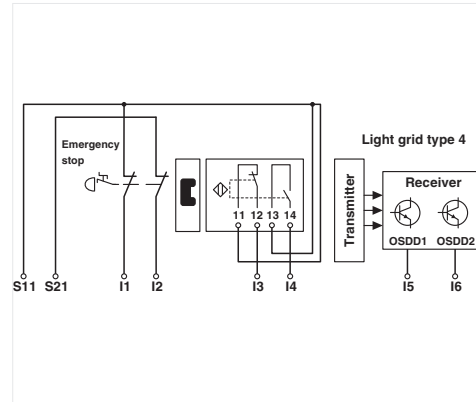 Emergency
stop
Light grid type 4
Transmitter
Receiver
11 12 13 14
OSDD1 OSDD2
S11 S21 I1 I2 I3 I4 I5 I6